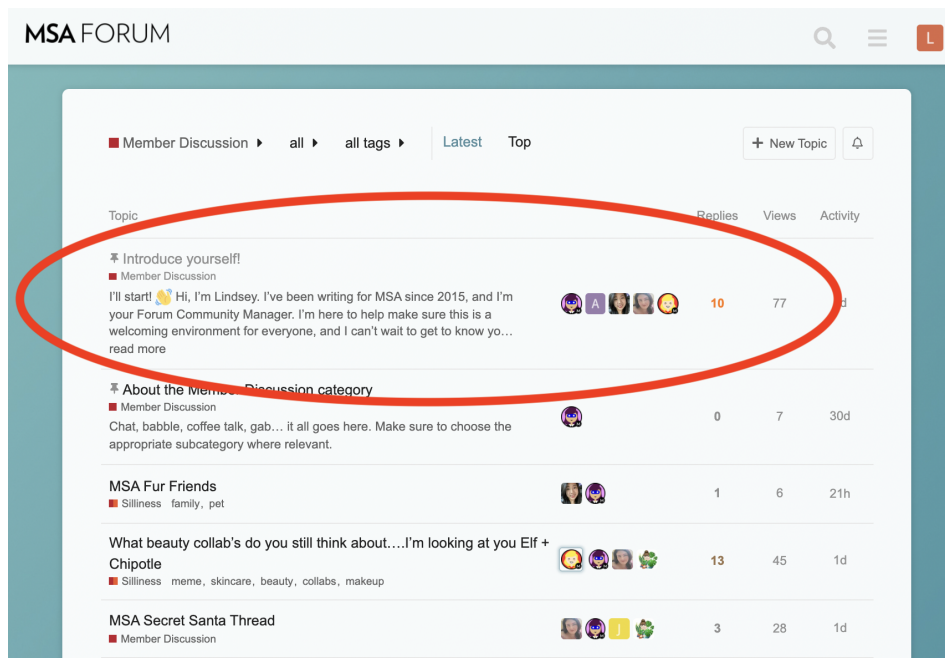 MSA FORUM
L
Member Discussion all all tags Latest Top + New Topic
Topic Replies Views Activity
Introduce yourself!
Member Discussion
I'll start! 👋 Hi, I'm Lindsey. I've been writing for MSA since 2015, and I'm
your Forum Community Manager. I'm here to help make sure this is a
welcoming environment for everyone, and I can't wait to get to know yo…
read more
A
10 77 d
About the Member Discussion category
Member Discussion
Chat, babble, coffee talk, gab… it all goes here. Make sure to choose the
appropriate subcategory where relevant.
0 7 30d
MSA Fur Friends
Silliness family, pet
1 6 21h
What beauty collab's do you still think about….I'm looking at you Elf +
Chipotle
Silliness meme, skincare, beauty, collabs, makeup
13 45 1d
MSA Secret Santa Thread
Member Discussion
J
3 28 1d